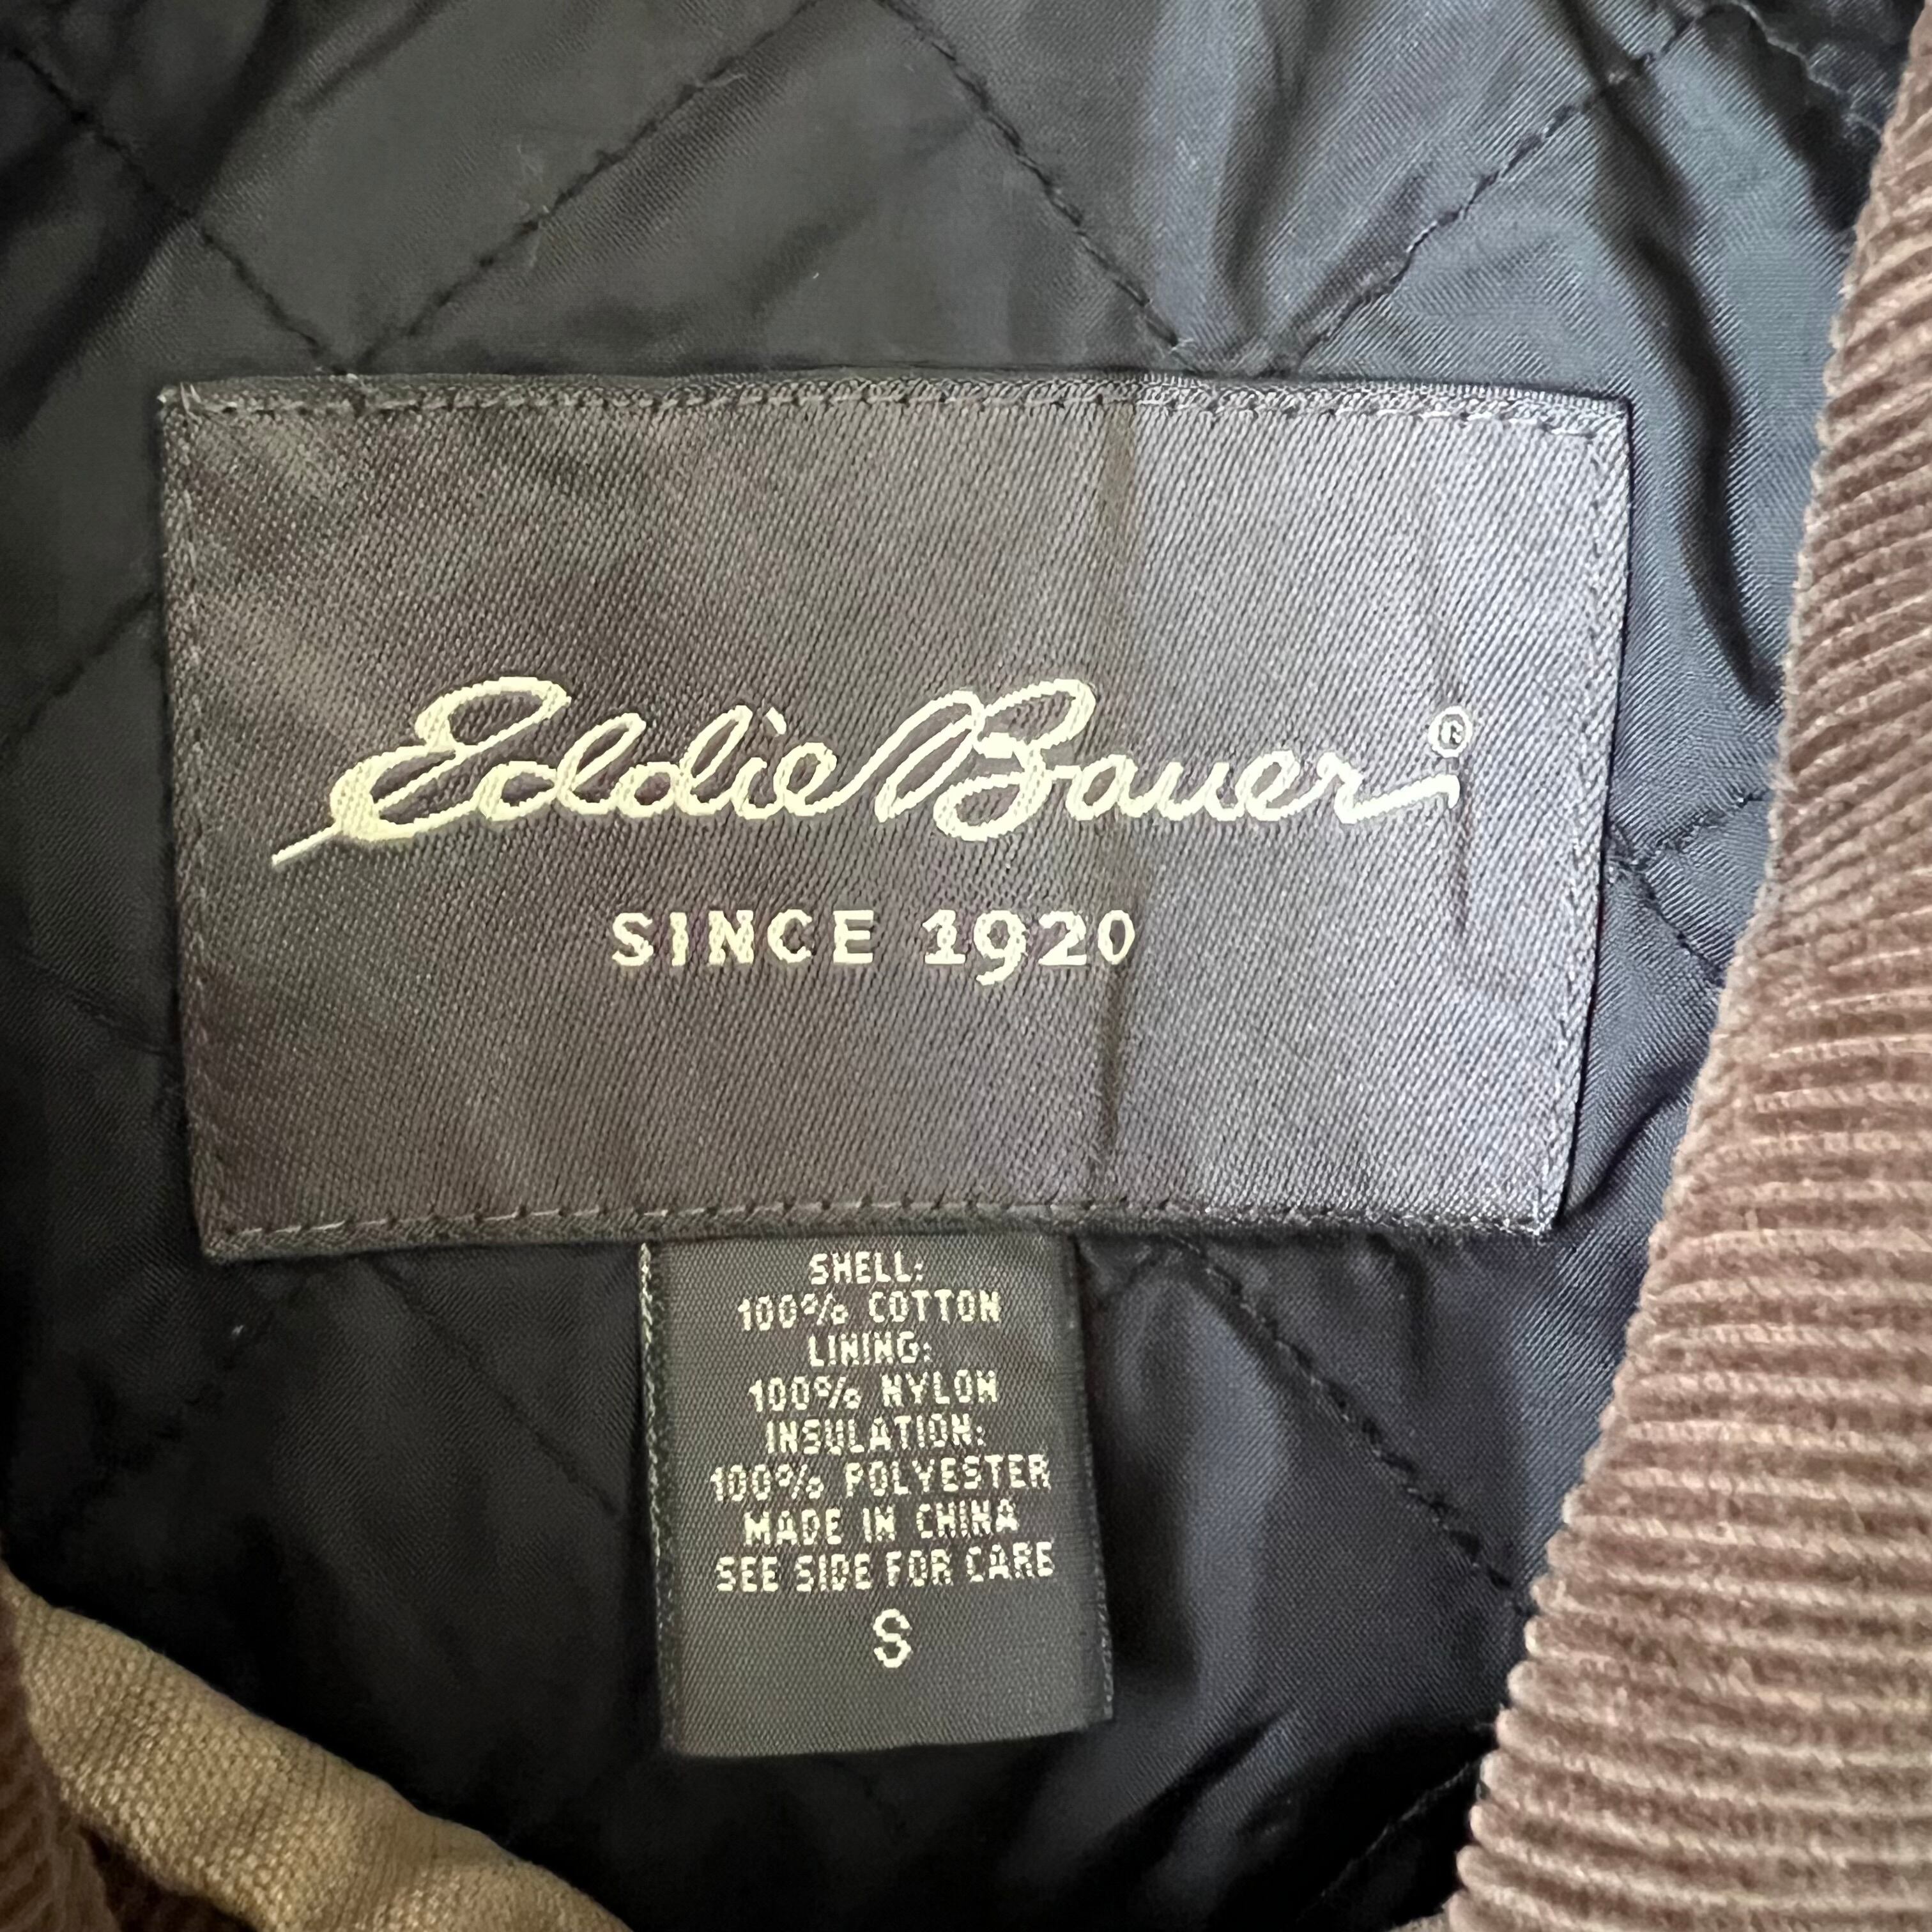 Eddie Bauer ®
SINCE 1920
SHELL:
100% COTTON
LINING:
100% NYLON
INSULATION:
100% POLYESTER
MADE IN CHINA
SEE SIDE FOR CARE
S